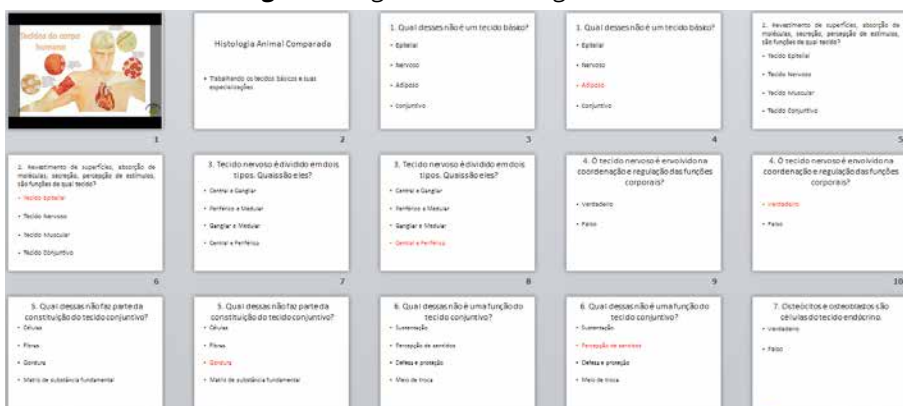 Tecidos do corpo
humano
1
Histologia Animal Comparada
• Trabalhando os tecidos básicos e suas
especializações
2
1. Qual desses não é um tecido básico?
• Epitelial
• Nervoso
• Adiposo
• Conjuntivo
3
1. Qual desses não é um tecido básico?
• Epitelial
• Nervoso
• Adiposo
• Conjuntivo
4
2. Revestimento de superfícies, absorção de
moléculas, secreção, percepção de estímulos,
são funções de qual tecido?
• Tecido Epitelial
• Tecido Nervoso
• Tecido Muscular
• Tecido Conjuntivo
5
2. Revestimento de superfícies, absorção de
moléculas, secreção, percepção de estímulos,
são funções de qual tecido?
• Tecido Epitelial
• Tecido Nervoso
• Tecido Muscular
• Tecido Conjuntivo
6
3. Tecido nervoso é dividido em dois
tipos. Quais são eles?
• Central e Gangliar
• Periférico e Medular
• Gangliar e Medular
• Central e Periférico
7
3. Tecido nervoso é dividido em dois
tipos. Quais são eles?
• Central e Gangliar
• Periférico e Medular
• Gangliar e Medular
• Central e Periférico
8
4. O tecido nervoso é envolvido na
coordenação e regulação das funções
corporais?
• Verdadeiro
• Falso
9
4. O tecido nervoso é envolvido na
coordenação e regulação das funções
corporais?
• Verdadeiro
• Falso
10
5. Qual dessas não faz parte da
constituição do tecido conjuntivo?
• Células
• Fibras
• Gordura
• Matriz de substância fundamental
5. Qual dessas não faz parte da
constituição do tecido conjuntivo?
• Células
• Fibras
• Gordura
• Matriz de substância fundamental
6. Qual dessas não é uma função do
tecido conjuntivo?
• Sustentação
• Percepção de sentidos
• Defesa e proteção
• Meio de troca
6. Qual dessas não é uma função do
tecido conjuntivo?
• Sustentação
• Percepção de sentidos
• Defesa e proteção
• Meio de troca
7. Osteócitos e osteoblastos são
células do tecido endócrino.
• Verdadeiro
• Falso